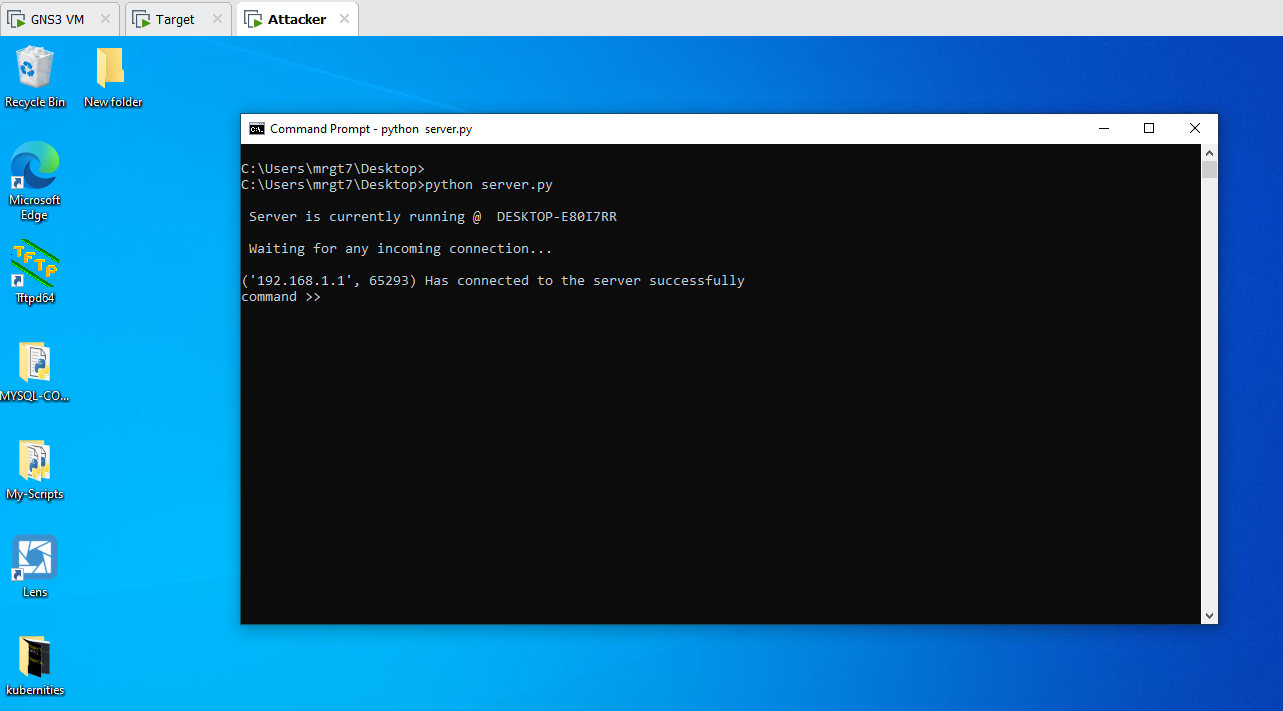 GNS3 VM
Target
Attacker
Recycle Bin
New folder
Microsoft
Edge
Tftpd64
MYSQL-CO...
My-Scripts
Lens
kubernities
Command Prompt - python  server.py
C:\Users\mrgt7\Desktop>
C:\Users\mrgt7\Desktop>python server.py
Server is currently running @  DESKTOP-E80I7RR
Waiting for any incoming connection...
('192.168.1.1', 65293) Has connected to the server successfully
command >>